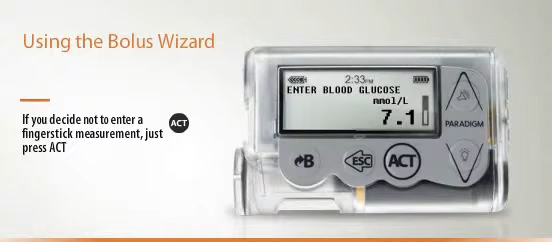 Using the Bolus Wizard
If you decide not to enter a
fingerstick measurement, just
press ACT
ACT
2:33PM
ENTER BLOOD GLUCOSE
mmol/L
7.1
PARADIGM
B
ESC
ACT